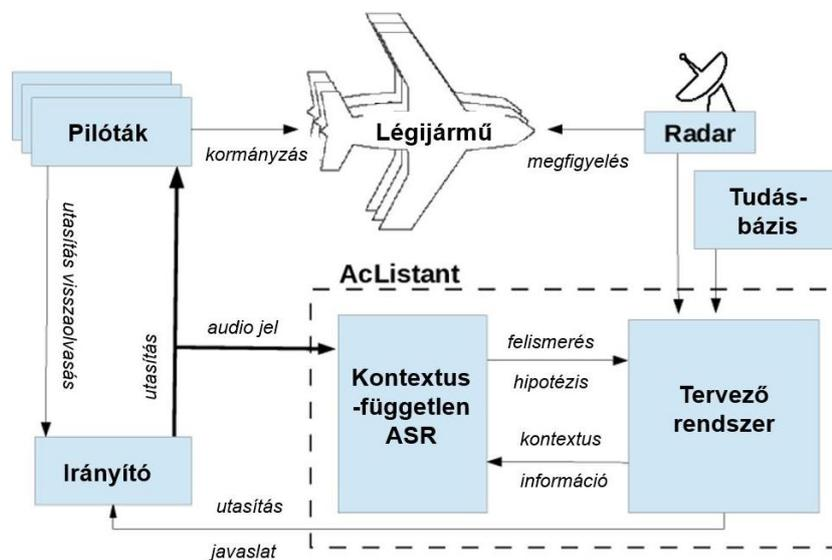 Pilóták
kormányzás
Légijármű
megfigyelés
Radar
Tudás-
bázis
utasítás visszaolvasás
utasítás
audio jel
AcListant
Kontextus
-független
ASR
felismerés
hipotézis
kontextus
információ
Tervező
rendszer
Irányító
utasítás
javaslat